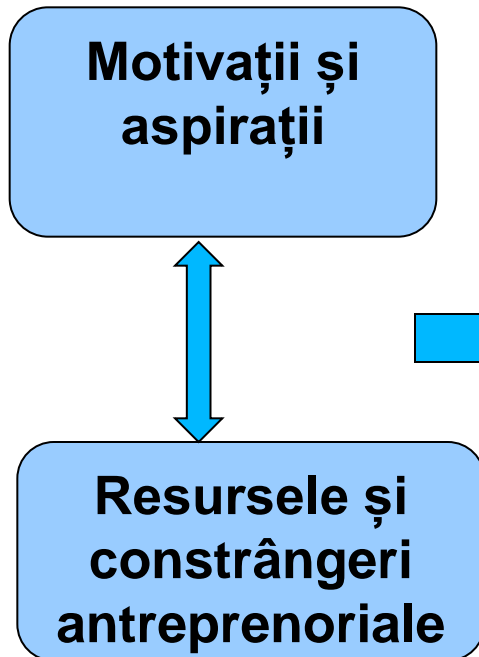 Motivații și
aspirații
Resursele și
constrângeri
antreprenoriale